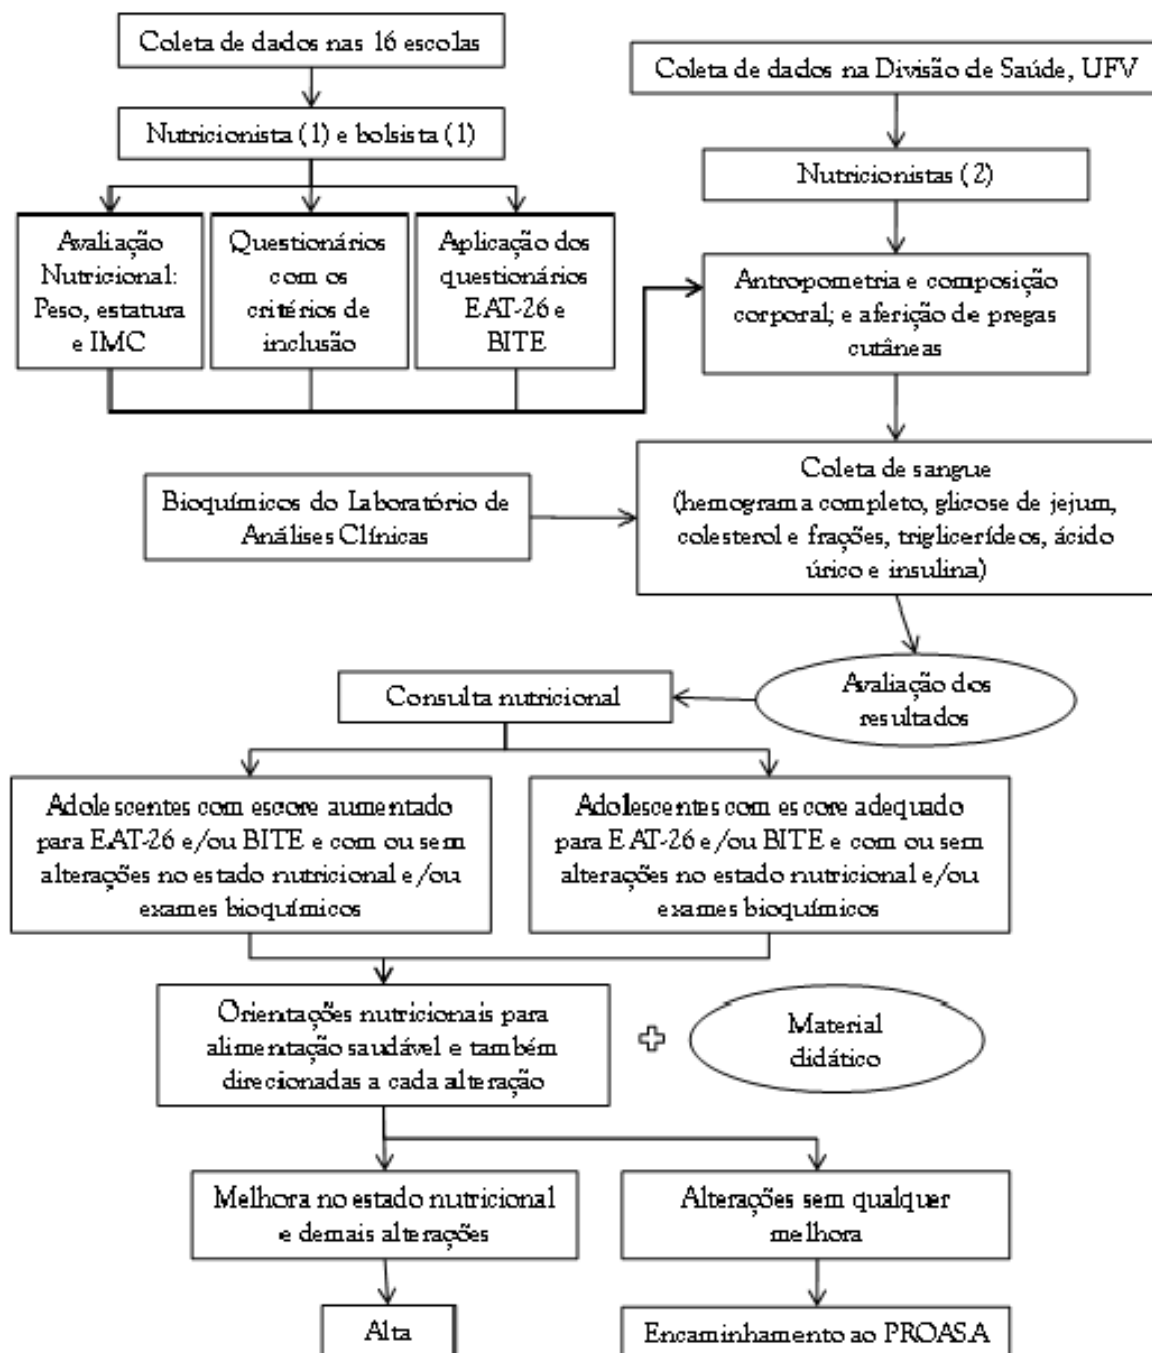 Coleta de dados nas 16 escolas
Coleta de dados na Divisão de Saúde, UFV
Nutricionista (1) e bolsista (1)
Nutricionistas (2)
Avaliação
Nutricional:
Peso, estatura
e IMC
Questionários
com os
critérios de
inclusão
Aplicação dos
questionários
EAT-26 e
BITE
Antropometria e composição
corporal; e aferição de pregas
cutâneas
Bioquímicos do Laboratório de
Análises Clínicas
Coleta de sangue
(hemograma completo, glicose de jejum,
colesterol e frações, triglicerídeos, ácido
úrico e insulina)
Avaliação dos
resultados
Consulta nutricional
Adolescentes com escore aumentado
para EAT-26 e/ou BITE e com ou sem
alterações no estado nutricional e/ou
exames bioquímicos
Adolescentes com escore adequado
para EAT-26 e/ou BITE e com ou sem
alterações no estado nutricional e/ou
exames bioquímicos
Orientações nutricionais para
alimentação saudável e também
direcionadas a cada alteração
Material
didático
Melhora no estado nutricional
e demais alterações
Alterações sem qualquer
melhora
Alta
Encaminhamento ao PROASA